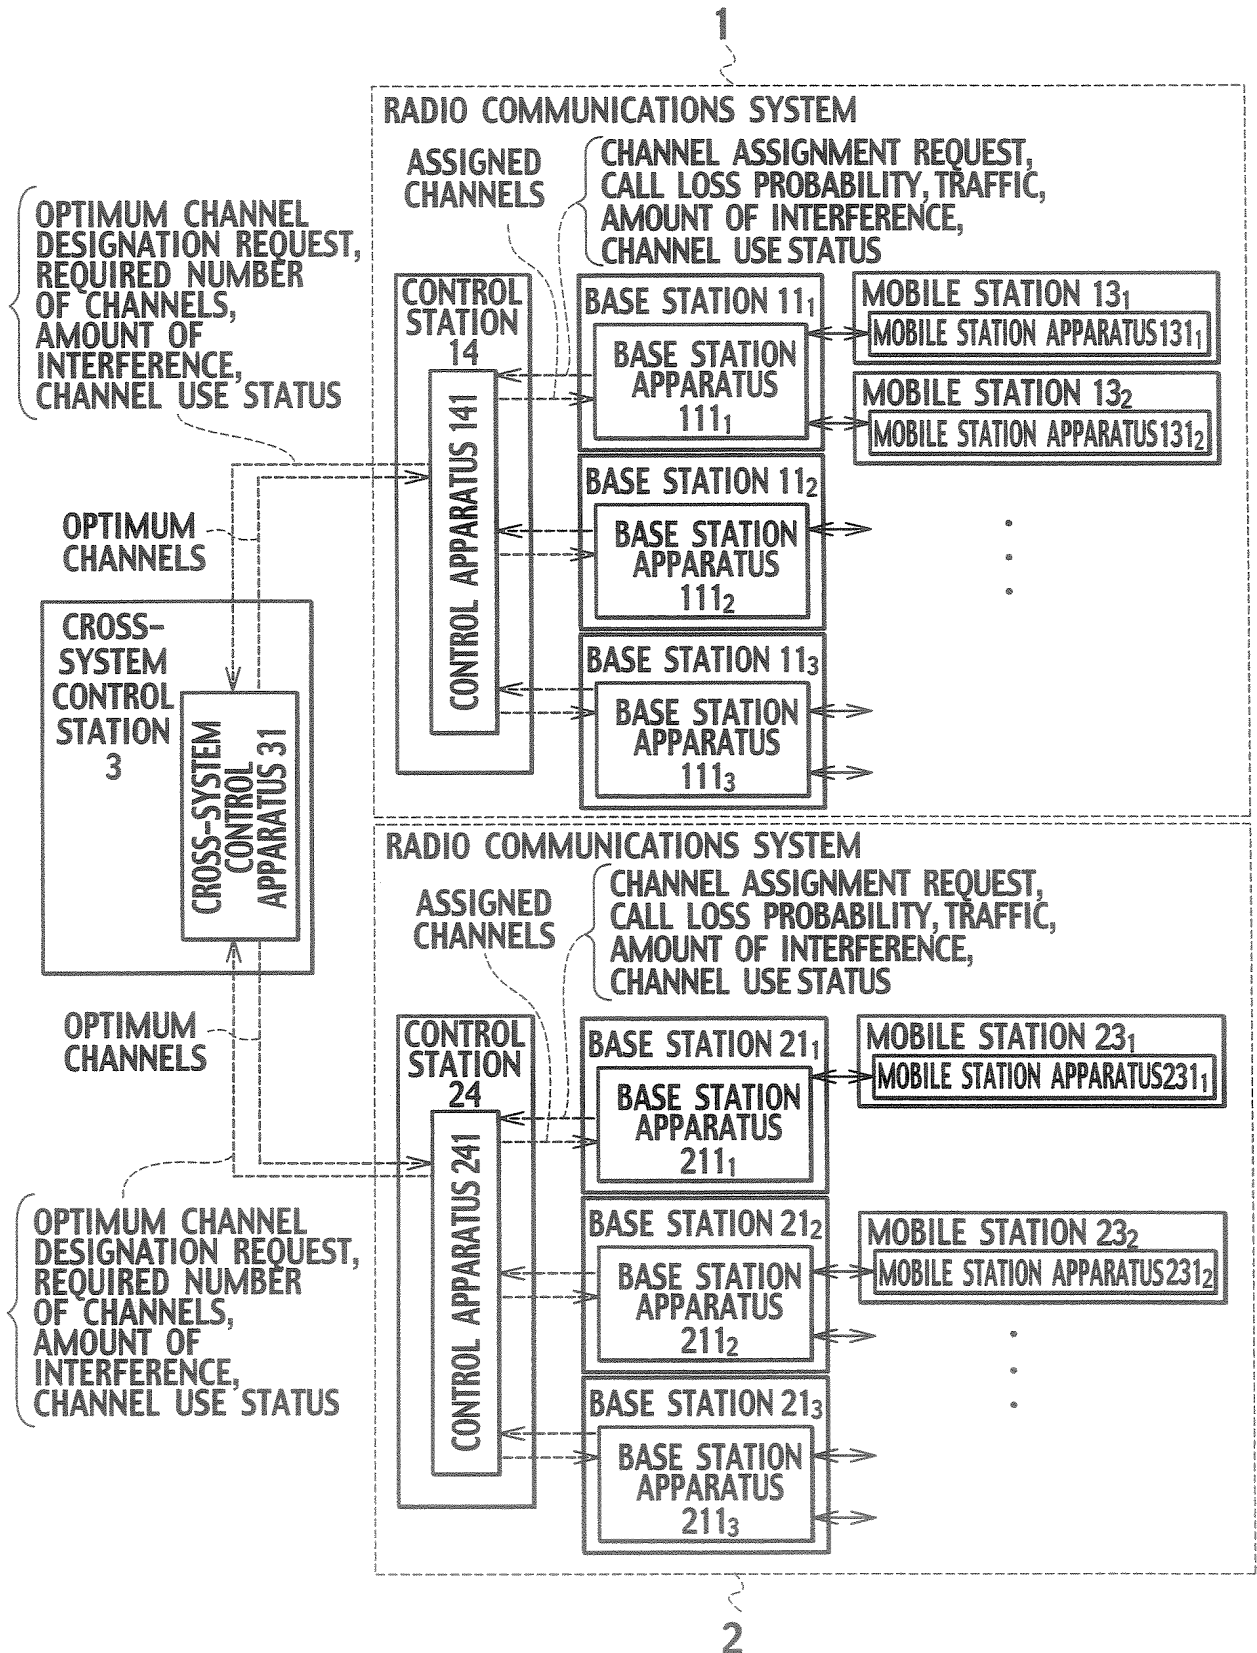 1
RADIO COMMUNICATIONS SYSTEM
ASSIGNED
CHANNELS
CHANNEL ASSIGNMENT REQUEST,
CALL LOSS PROBABILITY, TRAFFIC,
AMOUNT OF INTERFERENCE,
CHANNEL USE STATUS
OPTIMUM CHANNEL
DESIGNATION REQUEST,
REQUIRED NUMBER
OF CHANNELS,
AMOUNT OF
INTERFERENCE,
CHANNEL USE STATUS
CONTROL
STATION
14
CONTROL APPARATUS 141
BASE STATION 11₁
BASE STATION
APPARATUS
111₁
MOBILE STATION 13₁
MOBILE STATION APPARATUS131₁
MOBILE STATION 13₂
MOBILE STATION APPARATUS131₂
BASE STATION 11₂
BASE STATION
APPARATUS
111₂
BASE STATION 11₃
BASE STATION
APPARATUS
111₃
OPTIMUM
CHANNELS
CROSS-
SYSTEM
CONTROL
STATION
3
CROSS-SYSTEM
CONTROL
APPARATUS 31
RADIO COMMUNICATIONS SYSTEM
ASSIGNED
CHANNELS
CHANNEL ASSIGNMENT REQUEST,
CALL LOSS PROBABILITY, TRAFFIC,
AMOUNT OF INTERFERENCE,
CHANNEL USE STATUS
OPTIMUM
CHANNELS
CONTROL
STATION
24
CONTROL APPARATUS 241
BASE STATION 21₁
BASE STATION
APPARATUS
211₁
MOBILE STATION 23₁
MOBILE STATION APPARATUS231₁
BASE STATION 21₂
BASE STATION
APPARATUS
211₂
MOBILE STATION 23₂
MOBILE STATION APPARATUS231₂
BASE STATION 21₃
BASE STATION
APPARATUS
211₃
OPTIMUM CHANNEL
DESIGNATION REQUEST,
REQUIRED NUMBER
OF CHANNELS,
AMOUNT OF
INTERFERENCE,
CHANNEL USE STATUS
2